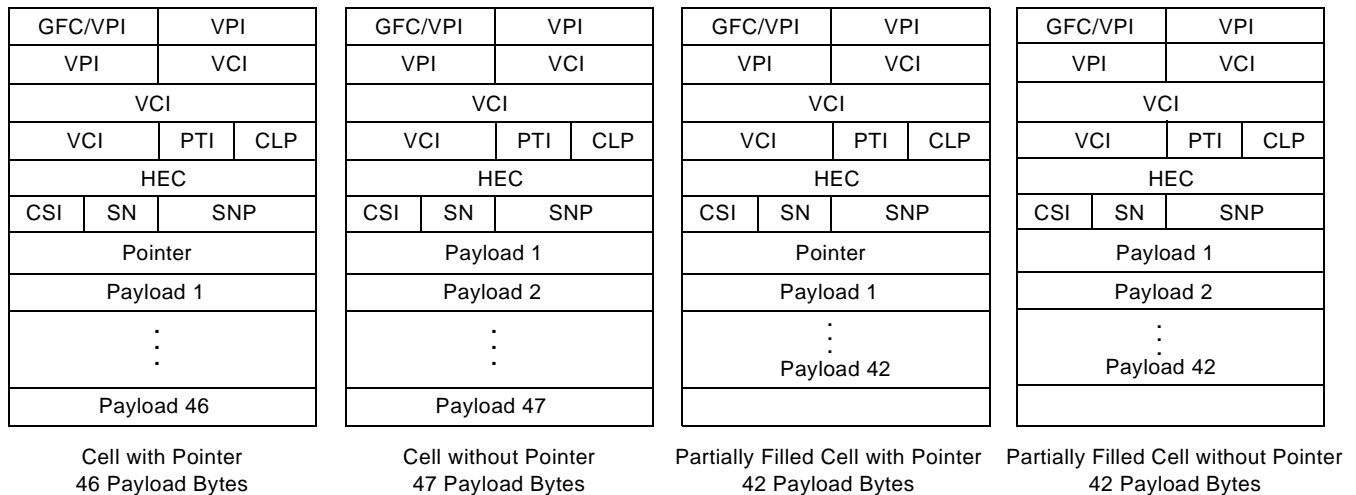 GFC/VPI VPI
VPI VCI
VCI
VCI PTI CLP
HEC
CSI SN SNP
Pointer
Payload 1
.
.
.
Payload 46
Cell with Pointer
46 Payload Bytes
GFC/VPI VPI
VPI VCI
VCI
VCI PTI CLP
HEC
CSI SN SNP
Payload 1
Payload 2
.
.
.
Payload 47
Cell without Pointer
47 Payload Bytes
GFC/VPI VPI
VPI VCI
VCI
VCI PTI CLP
HEC
CSI SN SNP
Pointer
Payload 1
.
.
.
Payload 42
Partially Filled Cell with Pointer
42 Payload Bytes
GFC/VPI VPI
VPI VCI
VCI
VCI PTI CLP
HEC
CSI SN SNP
Payload 1
Payload 2
.
.
.
Payload 42
Partially Filled Cell without Pointer
42 Payload Bytes